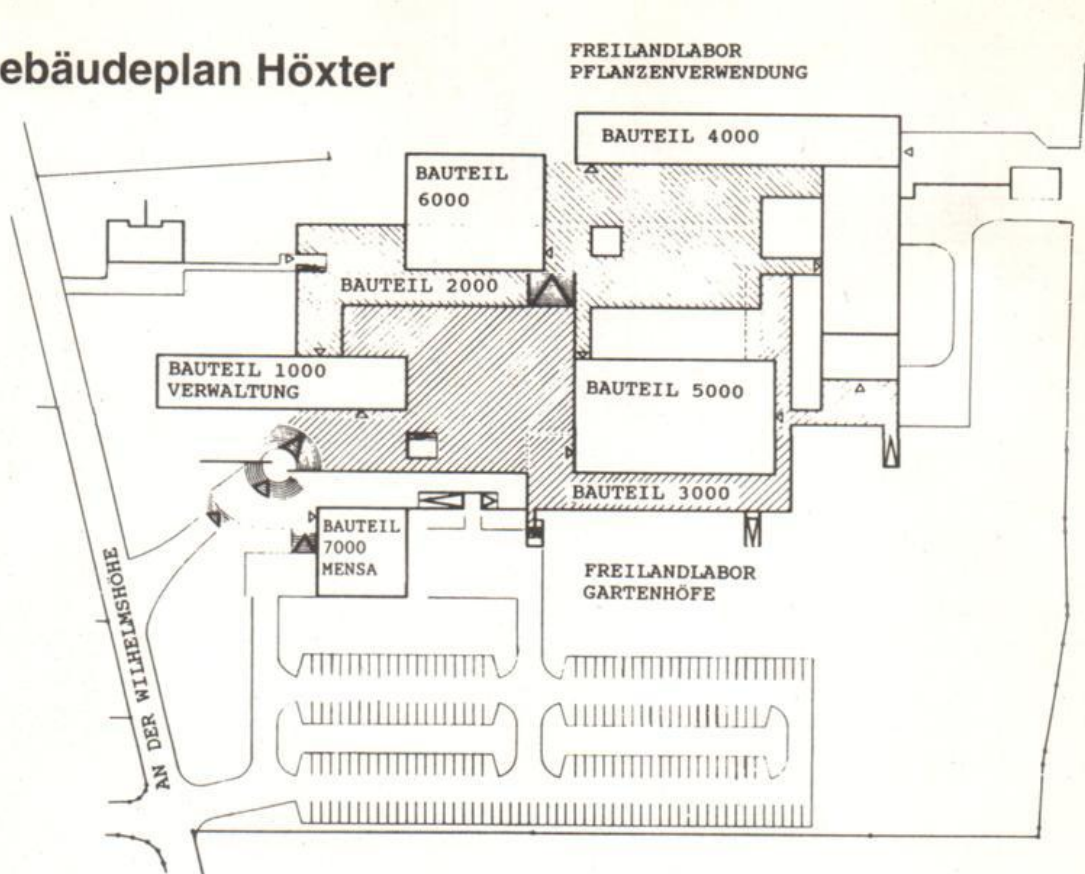 ebäudeplan Höxter
FREILANDLABOR
PFLANZENVERWENDUNG
BAUTEIL 4000
BAUTEIL
6000
BAUTEIL 2000
BAUTEIL 1000
VERWALTUNG
BAUTEIL 5000
BAUTEIL 3000
BAUTEIL
7000
MENSA
FREILANDLABOR
GARTENHÖFE
AN DER WILHELMSHÖHE